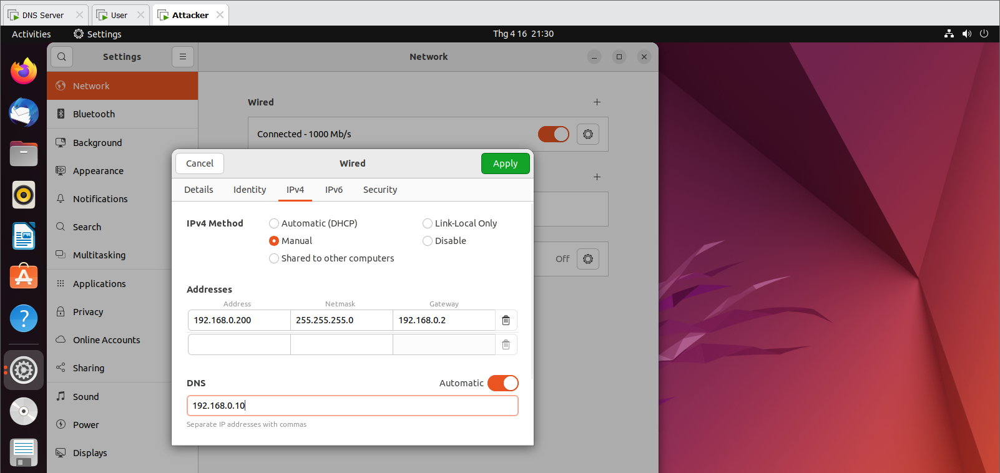 DNS Server
User
Attacker
Activities
Settings
Thg 4 16 21:30
Settings
Network
Network
Bluetooth
Background
Appearance
Notifications
Search
Multitasking
Applications
Privacy
Online Accounts
Sharing
Sound
Power
Displays
Wired
Connected - 1000 Mb/s
Off
Cancel
Wired
Apply
Details
Identity
IPv4
IPv6
Security
IPv4 Method
Automatic (DHCP)
Link-Local Only
Manual
Disable
Shared to other computers
Addresses
Address
Netmask
Gateway
192.168.0.200
255.255.255.0
192.168.0.2
DNS
Automatic
192.168.0.10
Separate IP addresses with commas